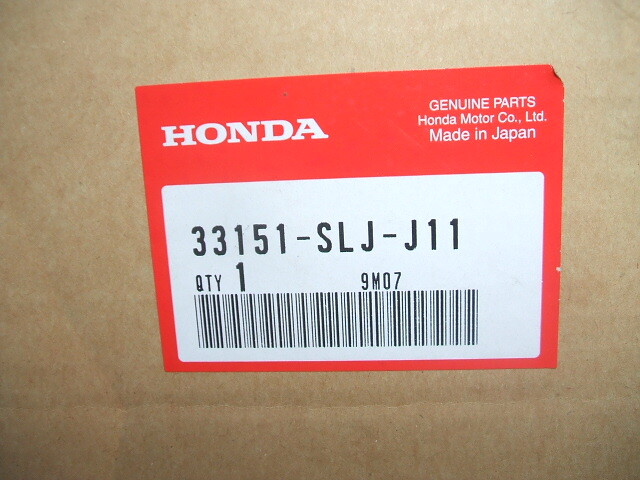 HONDA
GENUINE PARTS
Honda Motor Co., Ltd.
Made in Japan
33151-SLJ-J11
QTY 1 9M07